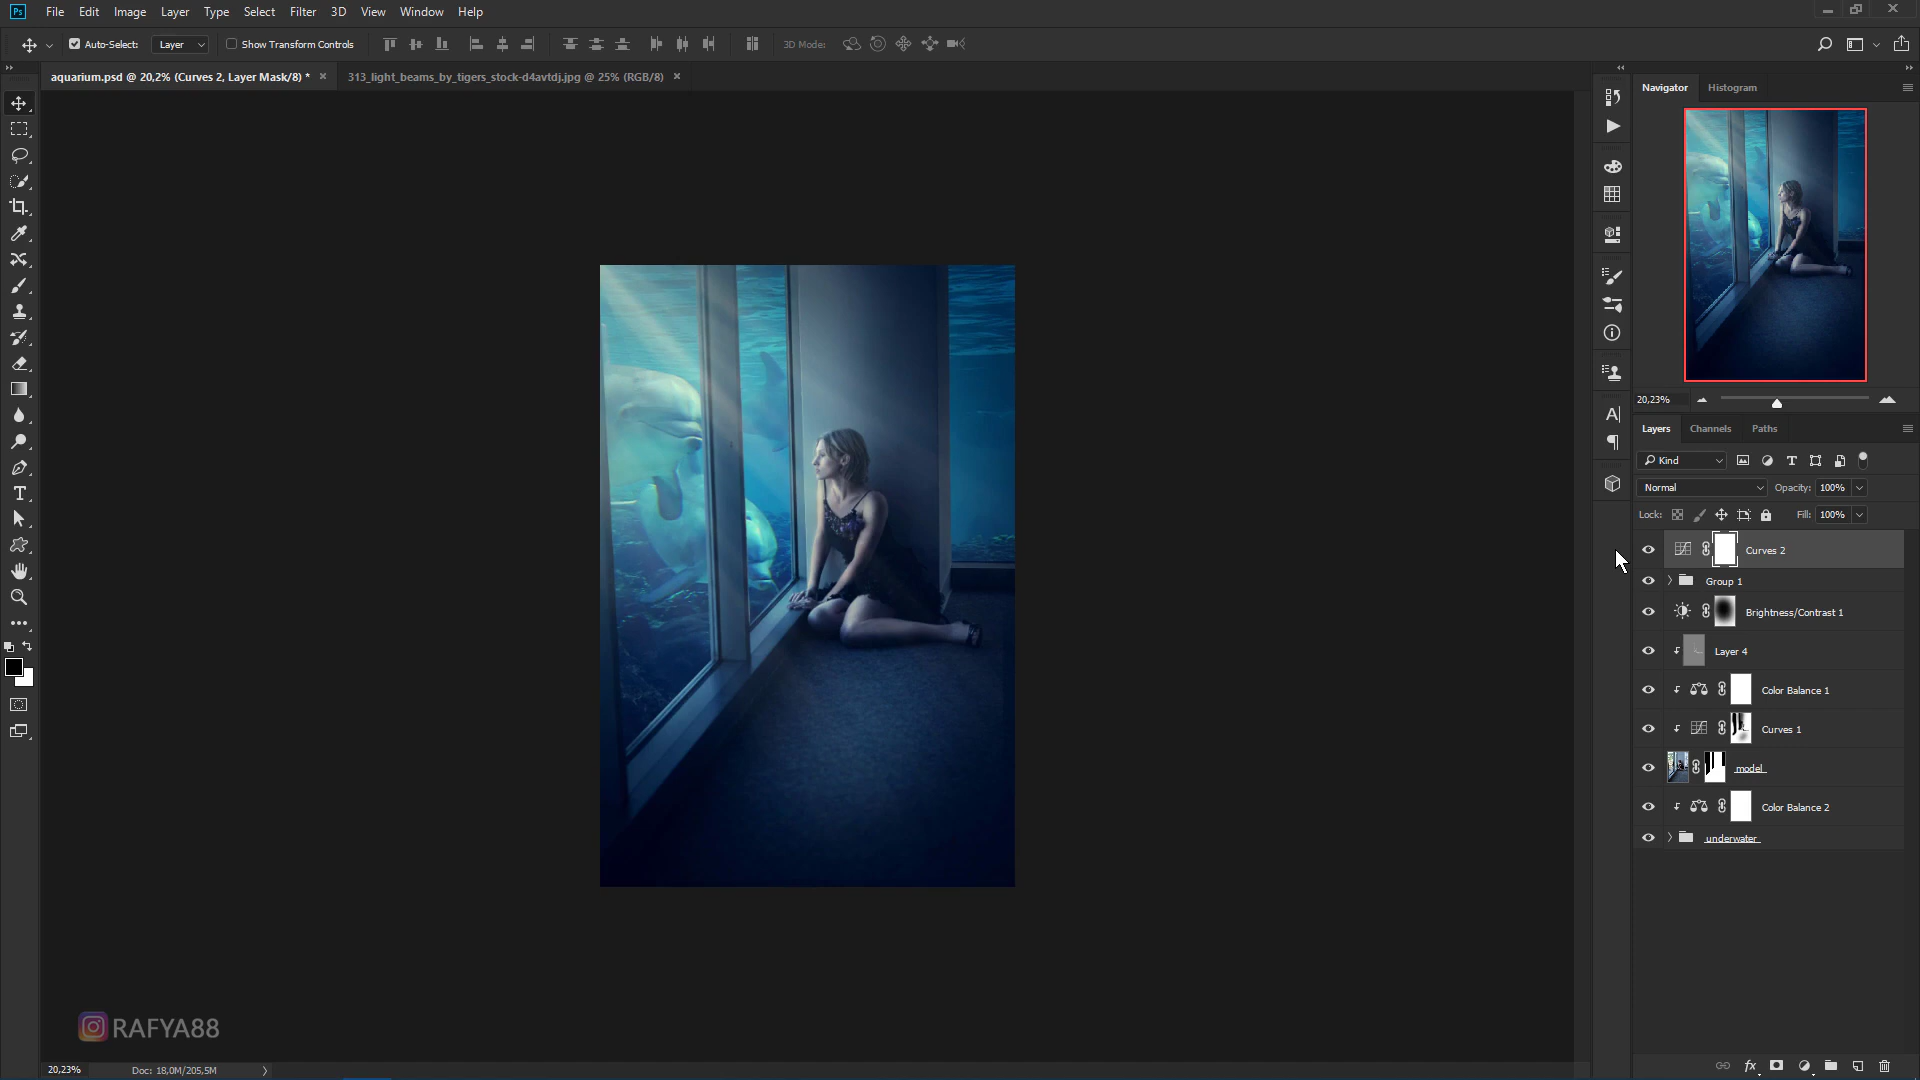 Ps File Edit Image Layer Type Select Filter 3D View Window Help
Auto-Select: Layer Show Transform Controls 3D Mode:
aquarium.psd @ 20,2% (Curves 2, Layer Mask/8) * × 313_light_beams_by_tigers_stock-d4avtdj.jpg @ 25% (RGB/8) ×
Navigator Histogram
20,23%
Layers Channels Paths
Kind
Normal Opacity: 100%
Lock: Fill: 100%
Curves 2
Group 1
Brightness/Contrast 1
Layer 4
Color Balance 1
Curves 1
model
Color Balance 2
underwater
RAFYA88
20,23% Doc: 18,0M/205,5M